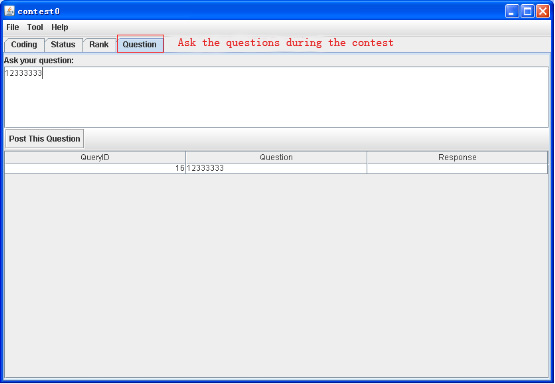 contest0
File Tool Help
Coding Status Rank Question Ask the questions during the contest
Ask your question:
12333333
Post This Question
QueryID Question Response
16 12333333